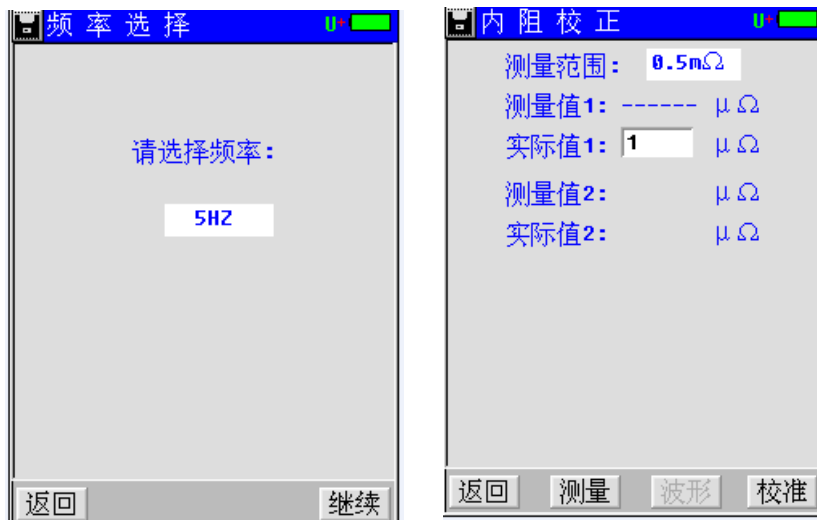 频率选择 U+
请选择频率:
5HZ
返回 继续
内阻校正 U+
测量范围: 0.5mΩ
测量值1: ------ μΩ
实际值1: 1 μΩ
测量值2: μΩ
实际值2: μΩ
返回 测量 波形 校准